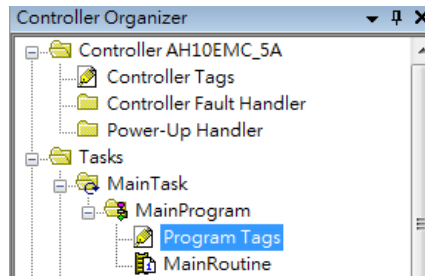 Controller Organizer
Controller AH10EMC_5A
Controller Tags
Controller Fault Handler
Power-Up Handler
Tasks
MainTask
MainProgram
Program Tags
MainRoutine